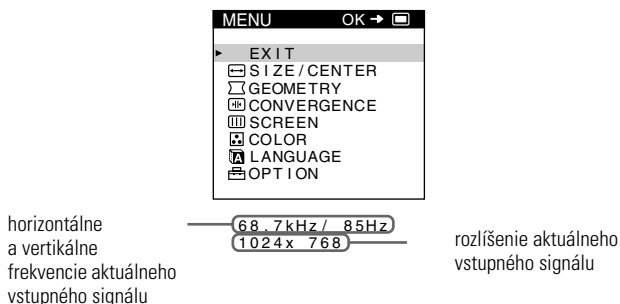 MENU OK
EXIT
SIZE/CENTER
GEOMETRY
CONVERGENCE
SCREEN
COLOR
A LANGUAGE
OPTION
68.7kHz/ 85Hz
1024x 768
horizontálne
a vertikálne
frekvencie aktuálneho
vstupného signálu
rozlíšenie aktuálneho
vstupného signálu